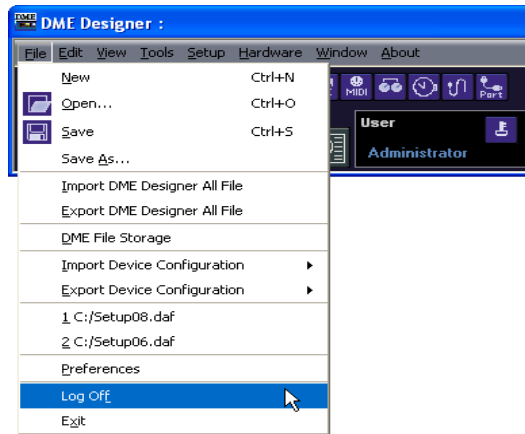 DME Designer :
File Edit View Tools Setup Hardware Window About
New Ctrl+N
Open... Ctrl+O
Save Ctrl+S
Save As...
Import DME Designer All File
Export DME Designer All File
DME File Storage
Import Device Configuration
Export Device Configuration
1 C:/Setup08.daf
2 C:/Setup06.daf
Preferences
Log Off
Exit
MIDI
Port
User
Administrator